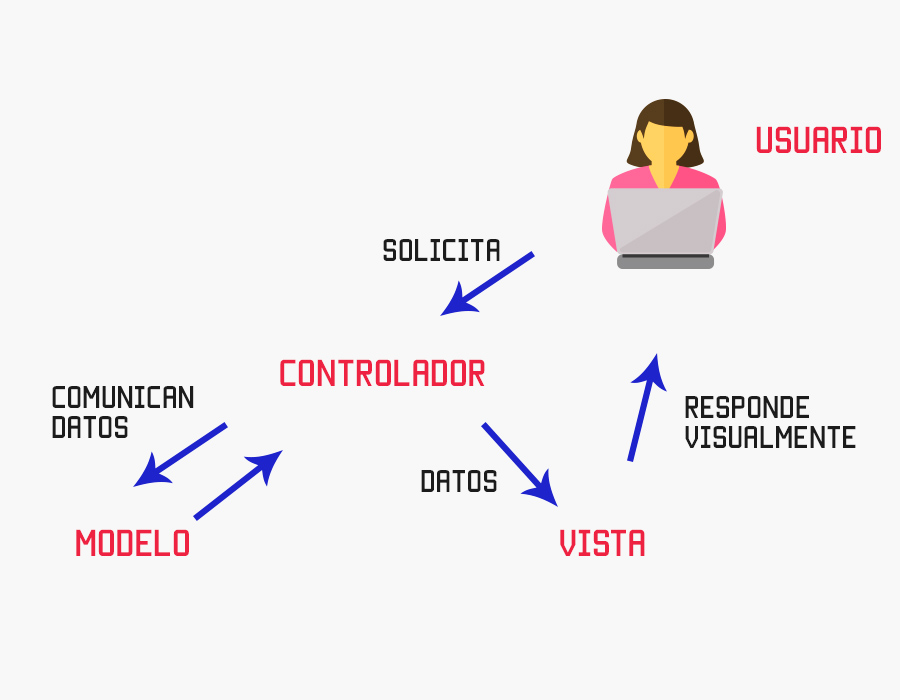 USUARIO
SOLICITA
CONTROLADOR
COMUNICAN
DATOS
RESPONDE
VISUALMENTE
DATOS
MODELO
VISTA